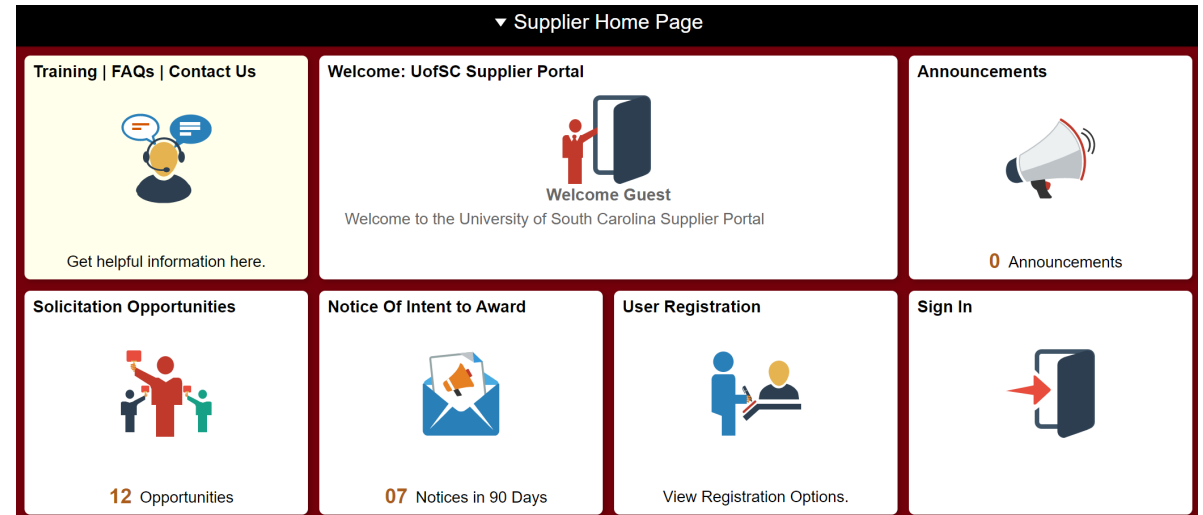 ▾ Supplier Home Page
Training | FAQs | Contact Us
Get helpful information here.
Welcome: UofSC Supplier Portal
Welcome Guest
Welcome to the University of South Carolina Supplier Portal
Announcements
0 Announcements
Solicitation Opportunities
12 Opportunities
Notice Of Intent to Award
07 Notices in 90 Days
User Registration
View Registration Options.
Sign In